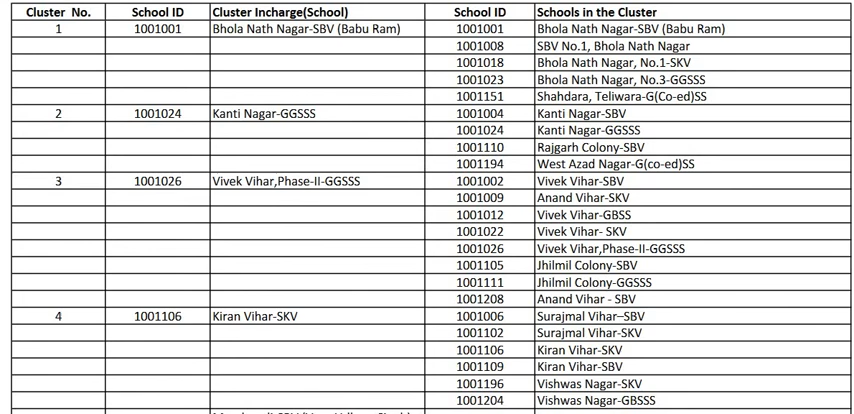 Cluster No. School ID Cluster Incharge(School) School ID Schools in the Cluster
1 1001001 Bhola Nath Nagar-SBV (Babu Ram) 1001001 Bhola Nath Nagar-SBV (Babu Ram)
1001008 SBV No.1, Bhola Nath Nagar
1001018 Bhola Nath Nagar, No.1-SKV
1001023 Bhola Nath Nagar, No.3-GGSSS
1001151 Shahdara, Teliwara-G(Co-ed)SS
2 1001024 Kanti Nagar-GGSSS 1001004 Kanti Nagar-SBV
1001024 Kanti Nagar-GGSSS
1001110 Rajgarh Colony-SBV
1001194 West Azad Nagar-G(co-ed)SS
3 1001026 Vivek Vihar,Phase-II-GGSSS 1001002 Vivek Vihar-SBV
1001009 Anand Vihar-SKV
1001012 Vivek Vihar-GBSS
1001022 Vivek Vihar- SKV
1001026 Vivek Vihar,Phase-II-GGSSS
1001105 Jhilmil Colony-SBV
1001111 Jhilmil Colony-GGSSS
1001208 Anand Vihar - SBV
4 1001106 Kiran Vihar-SKV 1001006 Surajmal Vihar–SBV
1001102 Surajmal Vihar-SKV
1001106 Kiran Vihar-SKV
1001109 Kiran Vihar-SBV
1001196 Vishwas Nagar-SKV
1001204 Vishwas Nagar-GBSSS